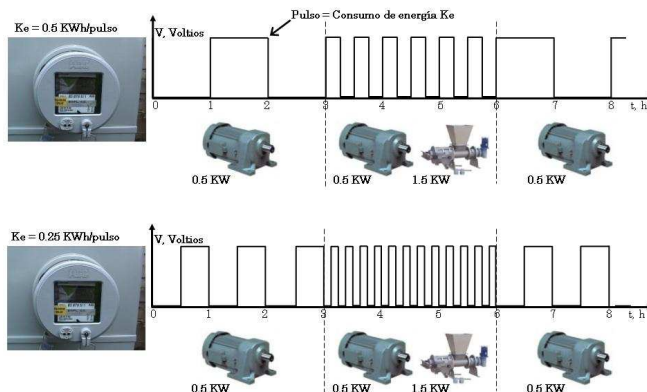 Pulso = Consumo de energía Ke
Ke = 0.5 KWh/pulso
V, Voltios
0 1 2 3 4 5 6 7 8 t, h
0.5 KW 0.5 KW 1.5 KW 0.5 KW
Ke = 0.25 KWh/pulso
V, Voltios
0 1 2 3 4 5 6 7 8 t, h
0.5 KW 0.5 KW 1.5 KW 0.5 KW